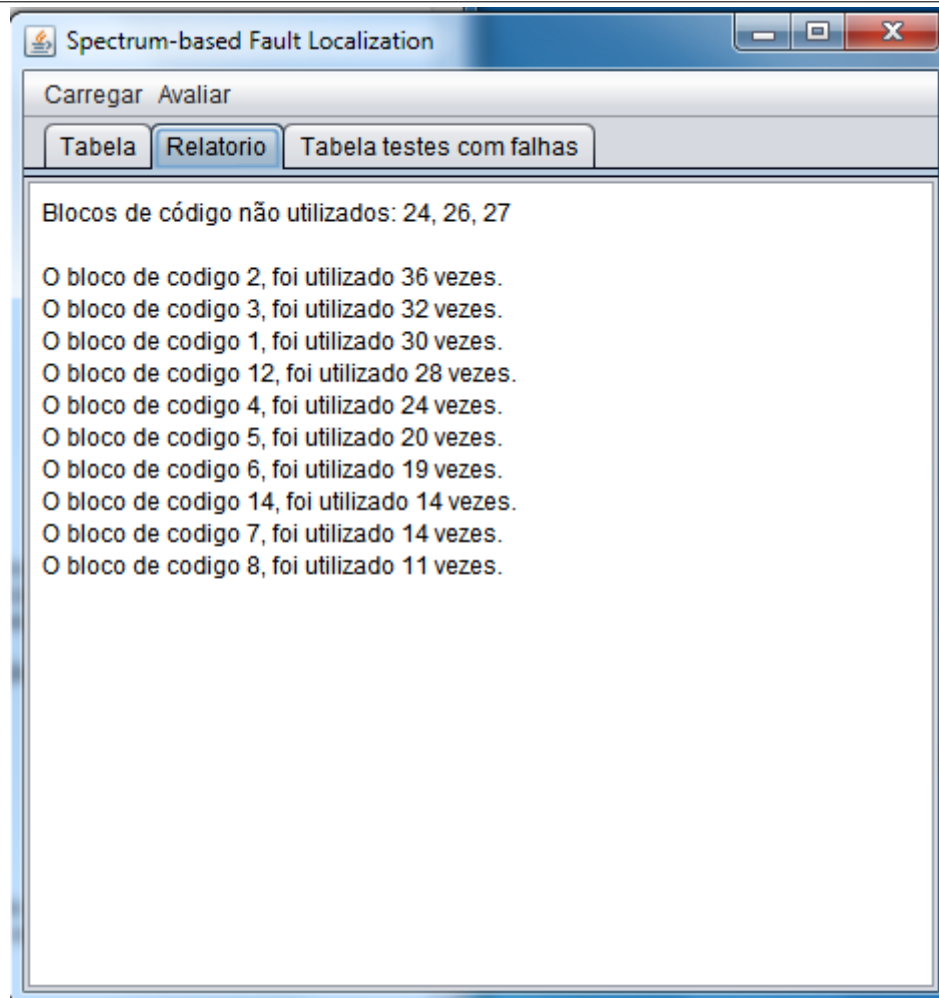 Spectrum-based Fault Localization
Carregar Avaliar
Tabela Relatorio Tabela testes com falhas
Blocos de código não utilizados: 24, 26, 27
O bloco de codigo 2, foi utilizado 36 vezes.
O bloco de codigo 3, foi utilizado 32 vezes.
O bloco de codigo 1, foi utilizado 30 vezes.
O bloco de codigo 12, foi utilizado 28 vezes.
O bloco de codigo 4, foi utilizado 24 vezes.
O bloco de codigo 5, foi utilizado 20 vezes.
O bloco de codigo 6, foi utilizado 19 vezes.
O bloco de codigo 14, foi utilizado 14 vezes.
O bloco de codigo 7, foi utilizado 14 vezes.
O bloco de codigo 8, foi utilizado 11 vezes.